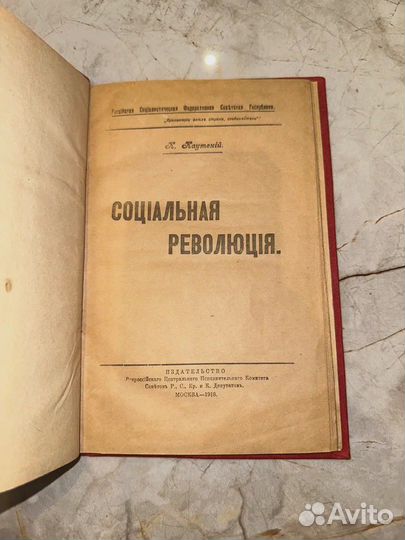 Россійская Соціалистическая Федеративная Совѣтская Республика.
„Пролетаріи всѣхъ странъ, соединяйтесь!“
К. Каутскій.
СОЦІАЛЬНАЯ
РЕВОЛЮЦІЯ.
ИЗДАТЕЛЬСТВО
Всероссійскаго Центральнаго Исполнительнаго Комитета
Совѣтовъ Р., С., Кр. и К. Депутатовъ.
МОСКВА—1918.
Avito